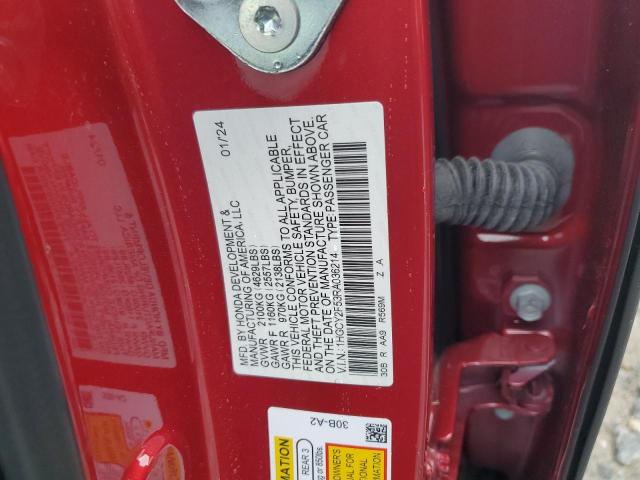 MFD. BY HONDA DEVELOPMENT &
MANUFACTURING OF AMERICA, LLC
01/24
GVWR 2100KG (4629LBS)
GAWR F 1160KG (2557LBS)
GAWR R 970KG (2138LBS)
THIS VEHICLE CONFORMS TO ALL APPLICABLE
FEDERAL MOTOR VEHICLE SAFETY, BUMPER,
AND THEFT PREVENTION STANDARDS IN EFFECT
ON THE DATE OF MANUFACTURE SHOWN ABOVE.
V.I.N.: 1HGCY2F53RA036214 TYPE PASSENGER CAR
30B R AA9 R569M Z A
30B-A2
REAR 3